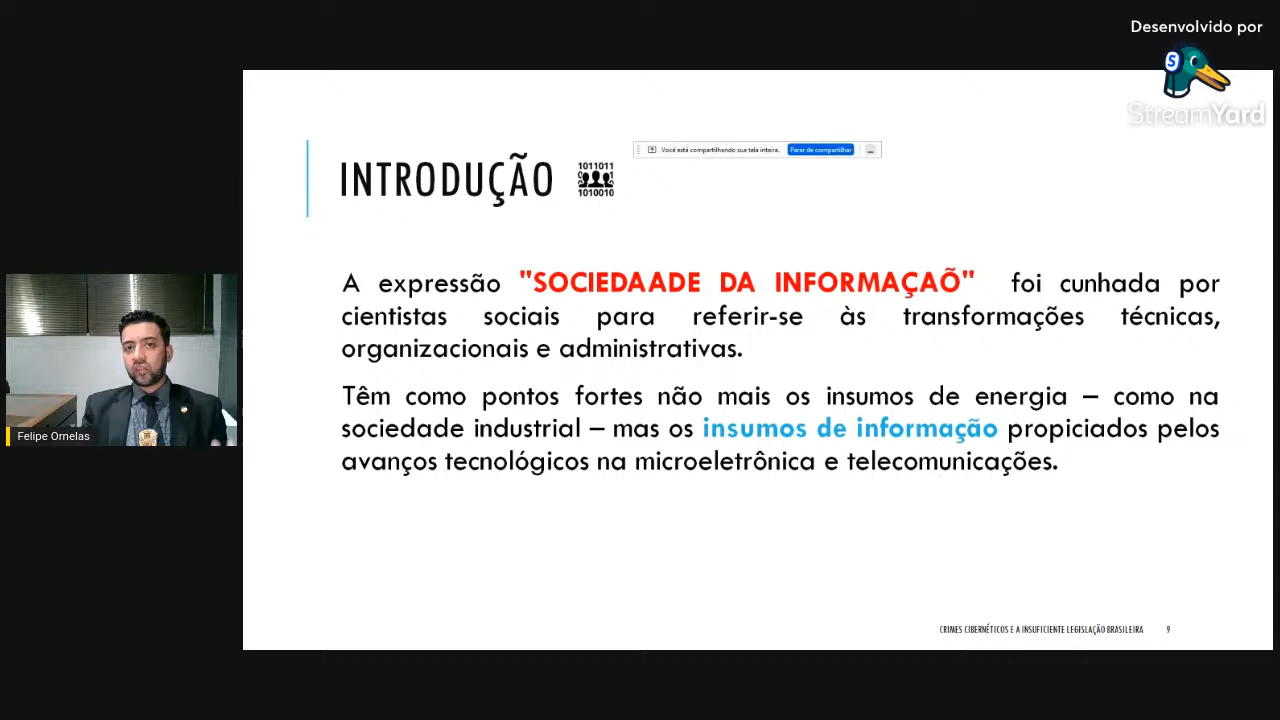 Desenvolvido por
StreamYard
Você está compartilhando sua tela inteira. Parar de compartilhar
INTRODUÇÃO
1011011
1010010
A expressão "SOCIEDAADE DA INFORMAÇAÕ" foi cunhada por
cientistas sociais para referir-se às transformações técnicas,
organizacionais e administrativas.
Têm como pontos fortes não mais os insumos de energia – como na
sociedade industrial – mas os insumos de informação propiciados pelos
avanços tecnológicos na microeletrônica e telecomunicações.
Felipe Ornelas
CRIMES CIBERNÉTICOS E A INSUFICIENTE LEGISLAÇÃO BRASILEIRA 9